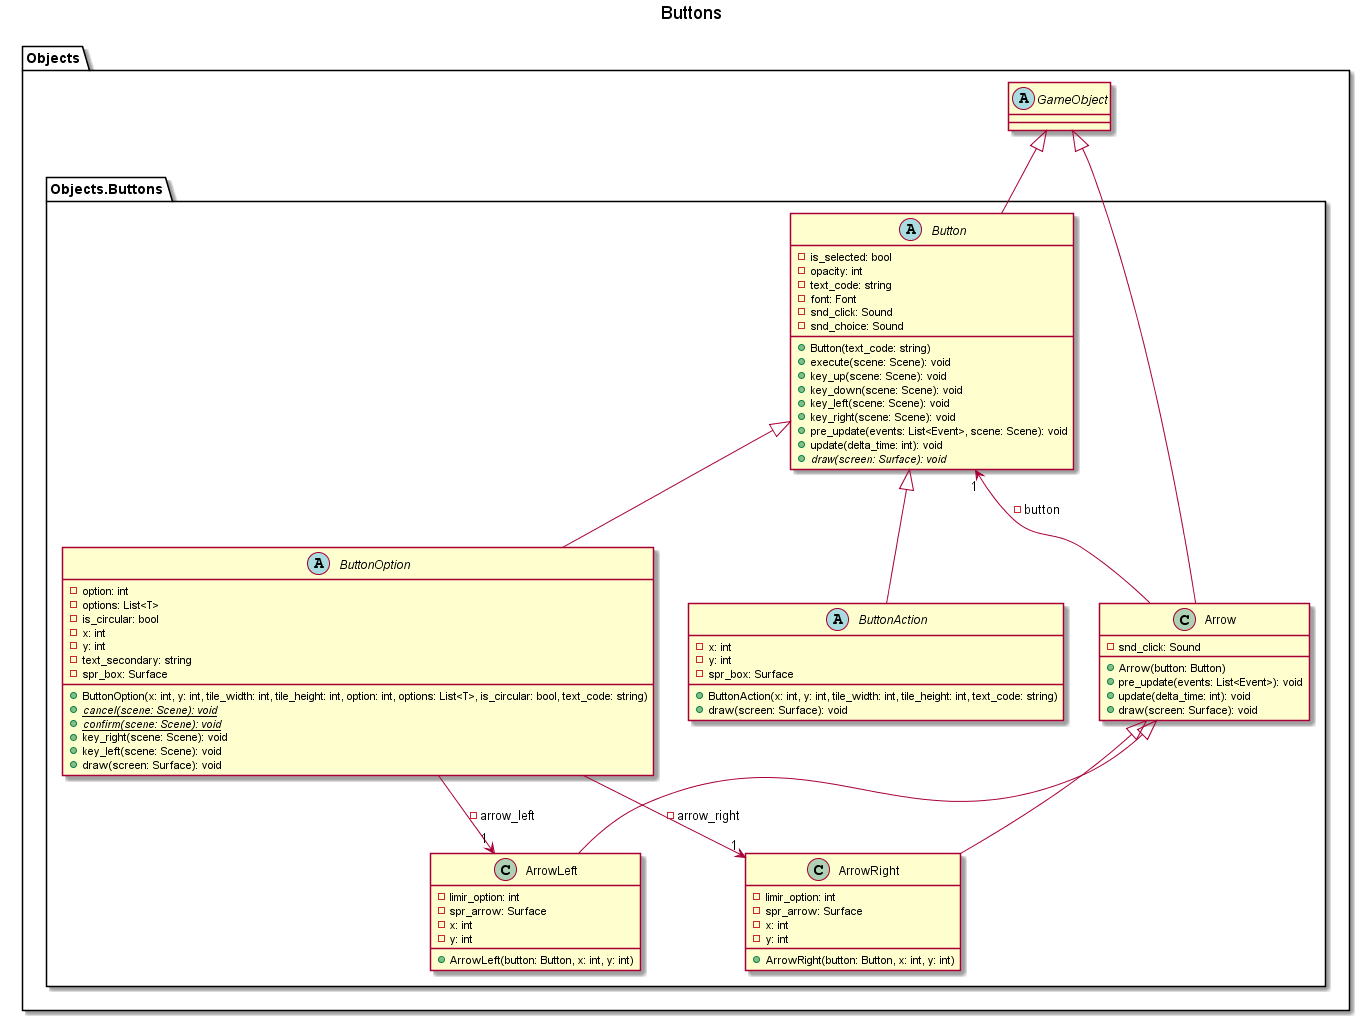 Buttons
Objects
A GameObject
Objects.Buttons
A Button
is_selected: bool
opacity: int
text_code: string
font: Font
snd_click: Sound
snd_choice: Sound
Button(text_code: string)
execute(scene: Scene): void
key_up(scene: Scene): void
key_down(scene: Scene): void
key_left(scene: Scene): void
key_right(scene: Scene): void
pre_update(events: List<Event>, scene: Scene): void
update(delta_time: int): void
draw(screen: Surface): void
1
button
A ButtonOption
option: int
options: List<T>
is_circular: bool
x: int
y: int
text_secondary: string
spr_box: Surface
ButtonOption(x: int, y: int, tile_width: int, tile_height: int, option: int, options: List<T>, is_circular: bool, text_code: string)
cancel(scene: Scene): void
confirm(scene: Scene): void
key_right(scene: Scene): void
key_left(scene: Scene): void
draw(screen: Surface): void
A ButtonAction
x: int
y: int
spr_box: Surface
ButtonAction(x: int, y: int, tile_width: int, tile_height: int, text_code: string)
draw(screen: Surface): void
C Arrow
snd_click: Sound
Arrow(button: Button)
pre_update(events: List<Event>): void
update(delta_time: int): void
draw(screen: Surface): void
arrow_left
1
arrow_right
1
C ArrowLeft
limir_option: int
spr_arrow: Surface
x: int
y: int
ArrowLeft(button: Button, x: int, y: int)
C ArrowRight
limir_option: int
spr_arrow: Surface
x: int
y: int
ArrowRight(button: Button, x: int, y: int)